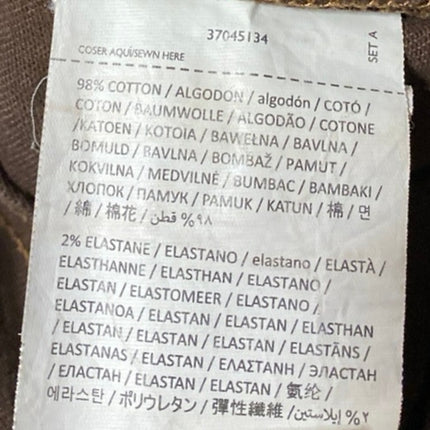 37045134
SET A
COSER AQUÍ/SEWN HERE
98% COTTON / ALGODON / algodón / COTÓ /
COTON / BAUMWOLLE / ALGODÃO / COTONE
/KATOEN / KOTOIA / BAWEŁNA / BAVLNA /
BOMULD / BAVLNA / BOMBAŽ / PAMUT /
KOKVILNA / MEDVILNĖ / BUMBAC / BAMBAKI /
ХЛОПОК / ПАМУК / PAMUK / KATUN / 棉 / 면
/ 綿 / 棉花 / قطن %٩٨
2% ELASTANE / ELASTANO / elastano / ELASTÀ /
ELASTHANNE / ELASTHAN / ELASTANO /
ELASTAN / ELASTOMEER / ELASTANO /
ELASTANOA / ELASTAN / ELASTAN / ELASTHAN
/ ELASTAN / ELASTAN / ELASTAN / ELASTĀNS /
ELASTANAS / ELASTAN / ΕΛΑΣΤΑΝΗ / ЭЛАСТАН
/ ЕЛАСТАН / ELASTAN / ELASTAN / 氨纶 /
에라스탄 / ポリウレタン / 彈性纖維 /إيلاستين %٢